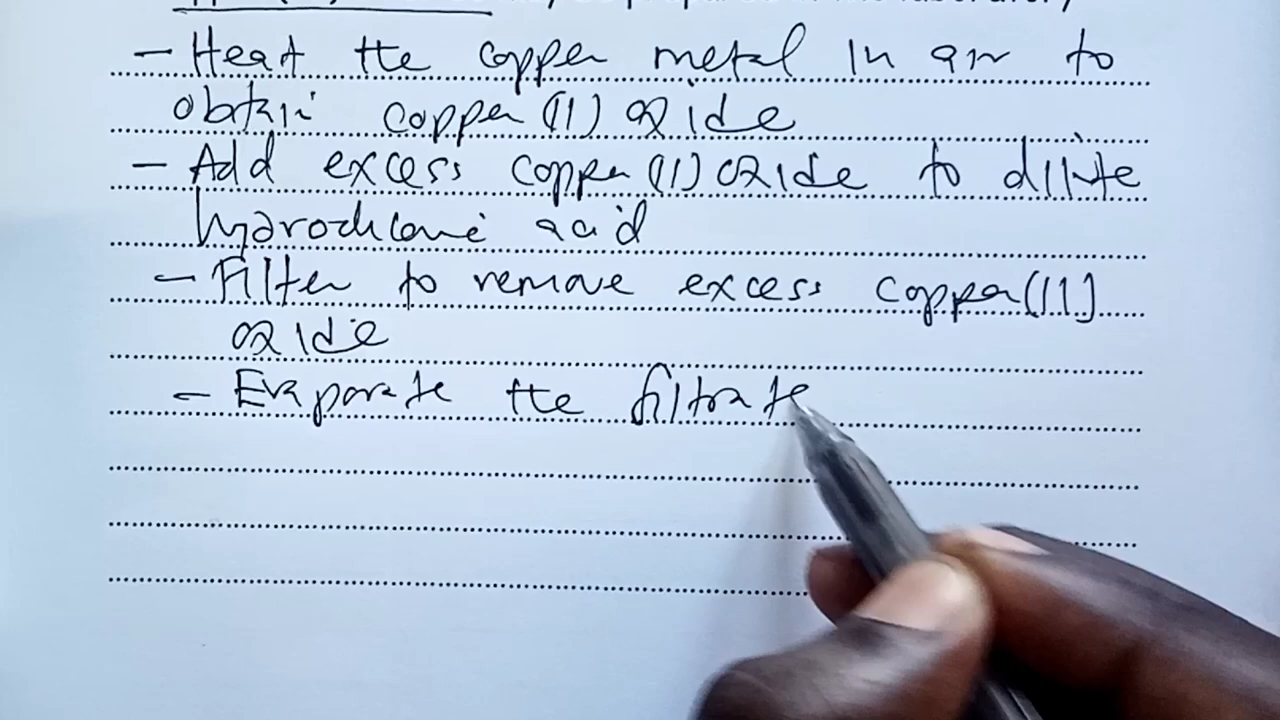 - Heat the copper metal in air to
obtain copper (II) oxide
- Add excess copper (II) oxide to dilute
hydrochloric acid
- Filter to remove excess copper (II)
oxide
- Evaporate the filtrate